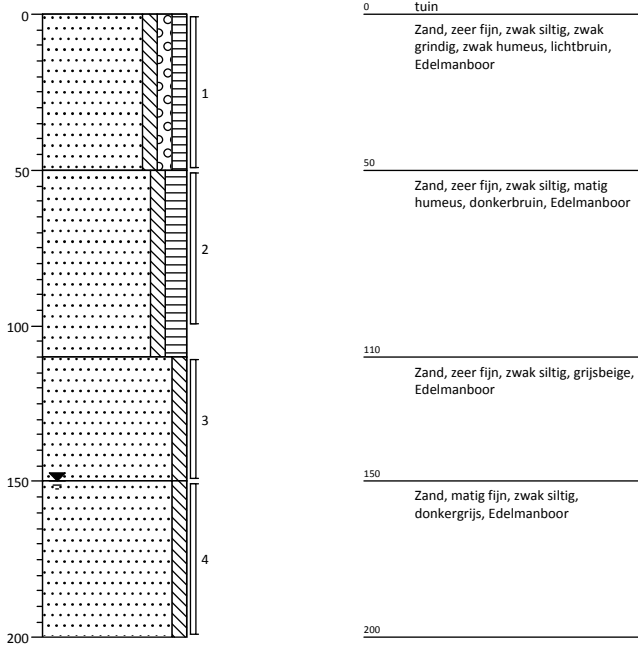 0
50
100
150
200
1
2
3
4
0 tuin
Zand, zeer fijn, zwak siltig, zwak
grindig, zwak humeus, lichtbruin,
Edelmanboor
50
Zand, zeer fijn, zwak siltig, matig
humeus, donkerbruin, Edelmanboor
110
Zand, zeer fijn, zwak siltig, grijsbeige,
Edelmanboor
150
Zand, matig fijn, zwak siltig,
donkergrijs, Edelmanboor
200